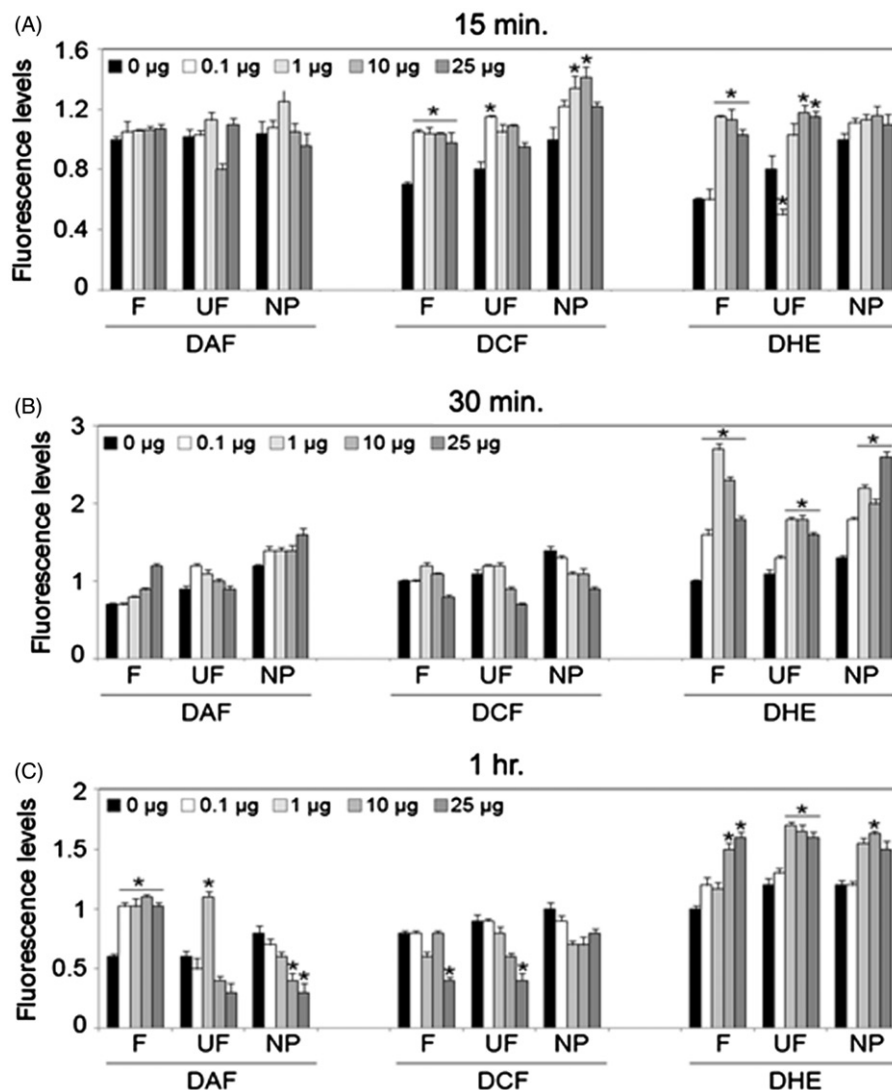 (A) 15 min.
1.6
1.2
0.8
0.4
0
Fluorescence levels
0 µg 0.1 µg 1 µg 10 µg 25 µg
* * * * * * * *
*
F UF NP F UF NP F UF NP
DAF DCF DHE
(B) 30 min.
3
2
1
0
Fluorescence levels
0 µg 0.1 µg 1 µg 10 µg 25 µg
* * *
F UF NP F UF NP F UF NP
DAF DCF DHE
(C) 1 hr.
2
1.5
1
0.5
0
Fluorescence levels
0 µg 0.1 µg 1 µg 10 µg 25 µg
* * * * *
* *
* *
* *
F UF NP F UF NP F UF NP
DAF DCF DHE